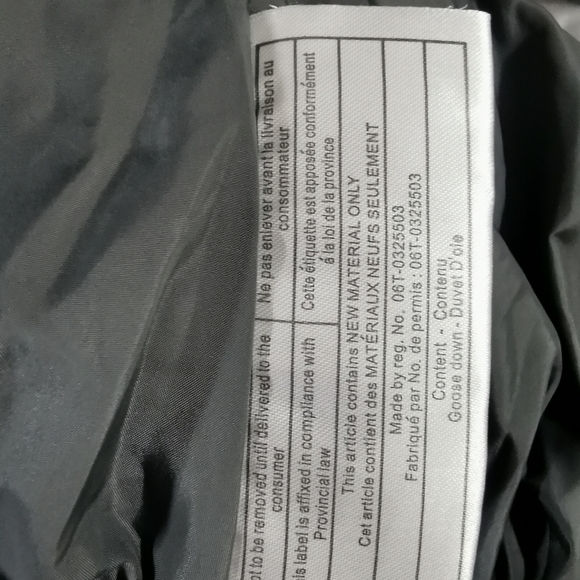 to be removed until delivered to the
consumer
Ne pas enlever avant la livraison au
consommateur
label is affixed in compliance with
Provincial law
Cette étiquette est apposée conformément
á la loi de la province
This article contains NEW MATERIAL ONLY
Cet article contient des MATÉRIAUX NEUFS SEULEMENT
Made by reg. No. 06T-0325503
Fabriqué par No. de permis : 06T-0325503
Content - Contenu
Goose down - Duvet D'oie